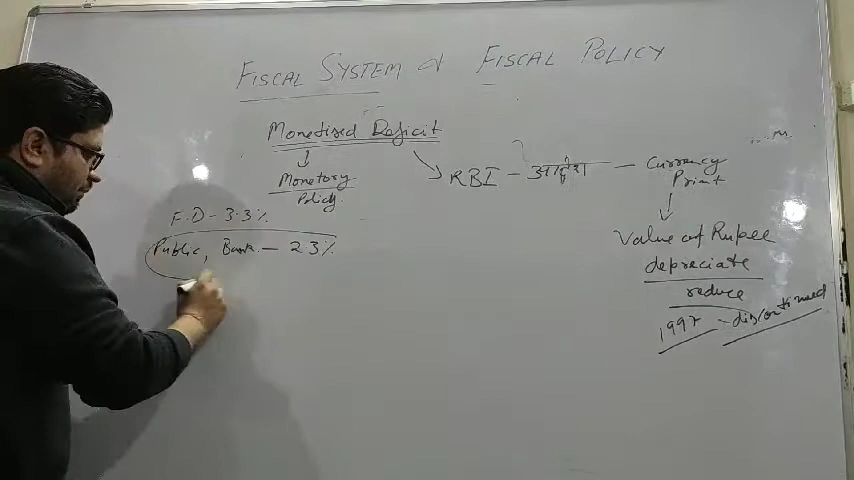 FISCAL SYSTEM & FISCAL POLICY
Monetised Deficit
Monetory
Policy
RBI - आदेश - Currency
Print
F.D - 3.3%
Public, Bank. - 2.3%
Value of Rupee
depreciate
reduce
1997 - discontinued